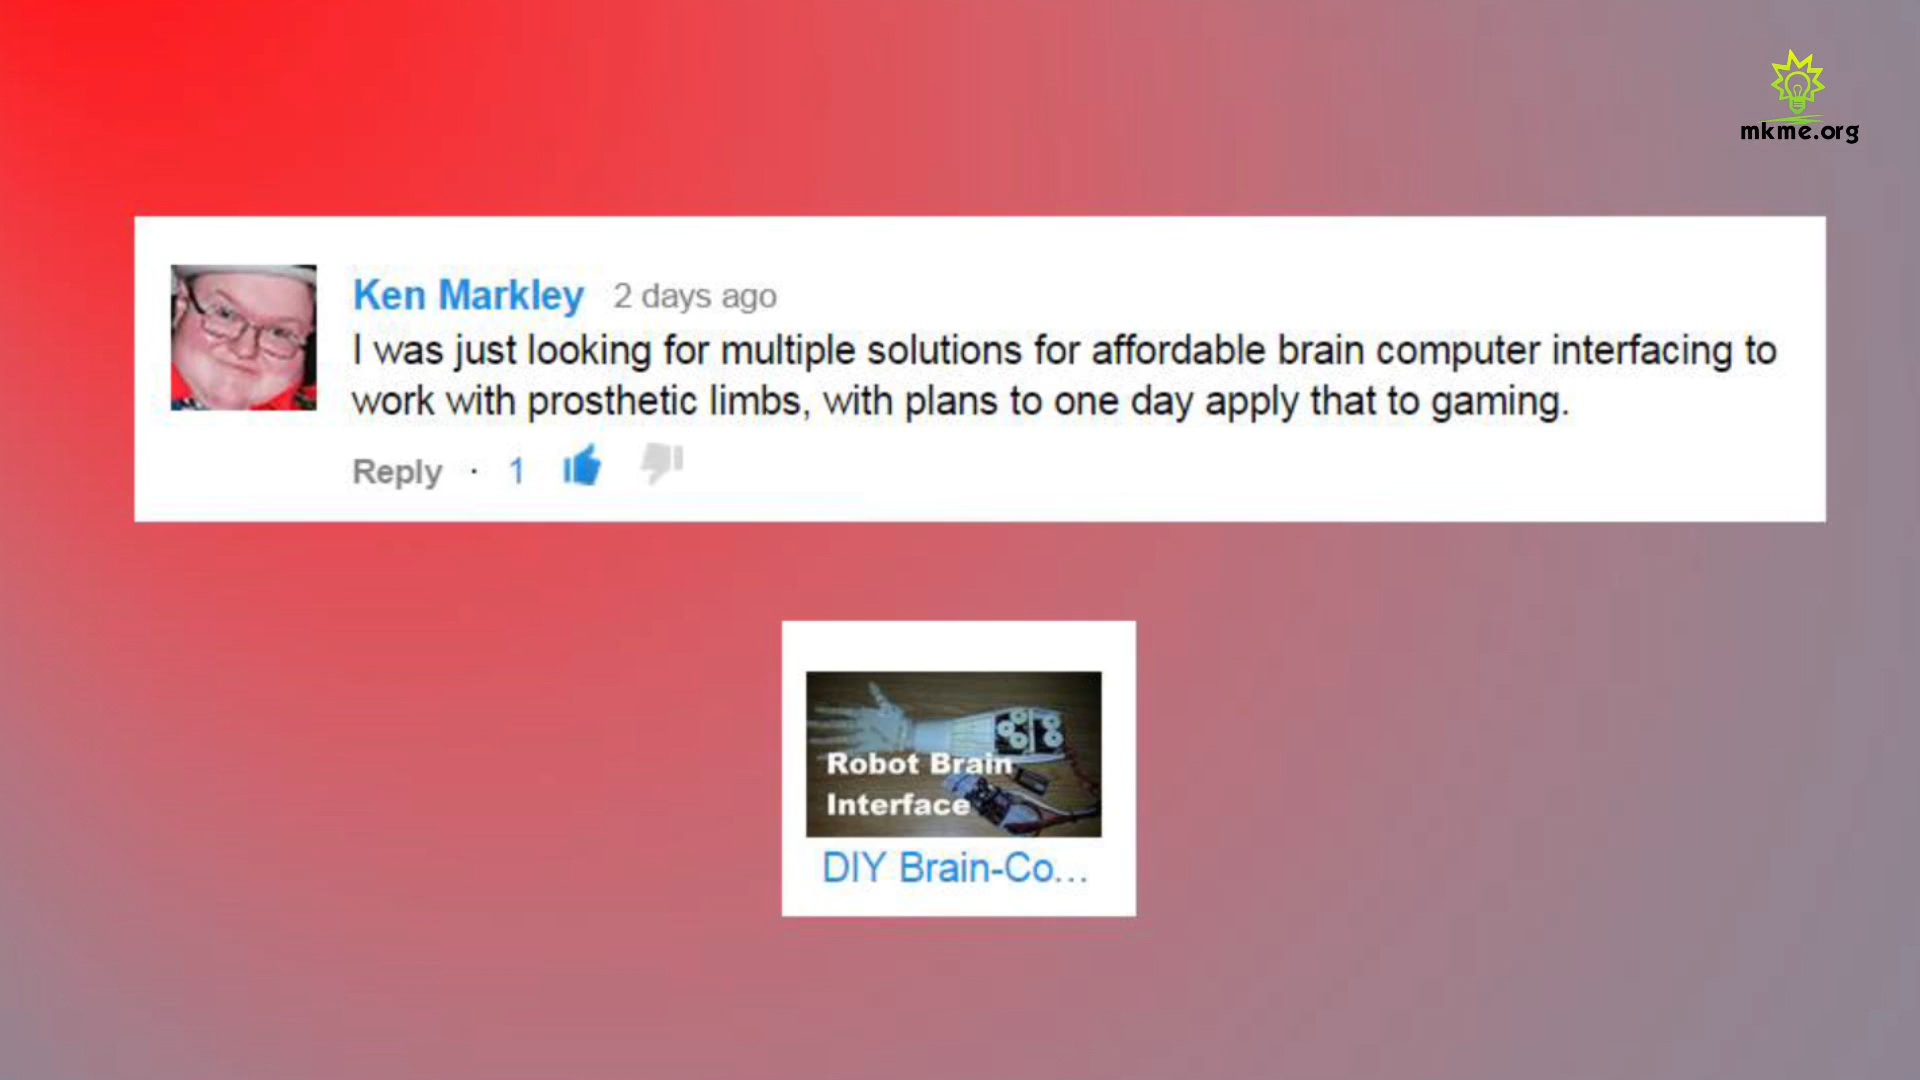 mkme.org
Ken Markley 2 days ago
I was just looking for multiple solutions for affordable brain computer interfacing to
work with prosthetic limbs, with plans to one day apply that to gaming.
Reply · 1
Robot Brain
Interface
DIY Brain-Co...